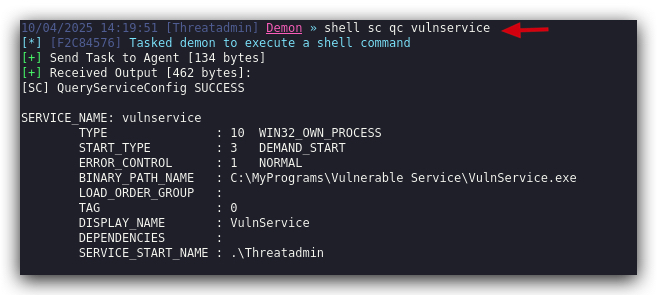 10/04/2025 14:19:51 [Threatadmin] Demon » shell sc qc vulnservice
[*] [F2C84576] Tasked demon to execute a shell command
[+] Send Task to Agent [134 bytes]
[+] Received Output [462 bytes]:
[SC] QueryServiceConfig SUCCESS

SERVICE_NAME: vulnservice
        TYPE               : 10  WIN32_OWN_PROCESS
        START_TYPE         : 3   DEMAND_START
        ERROR_CONTROL      : 1   NORMAL
        BINARY_PATH_NAME   : C:\MyPrograms\Vulnerable Service\VulnService.exe
        LOAD_ORDER_GROUP   :
        TAG                : 0
        DISPLAY_NAME       : VulnService
        DEPENDENCIES       :
        SERVICE_START_NAME : .\Threatadmin